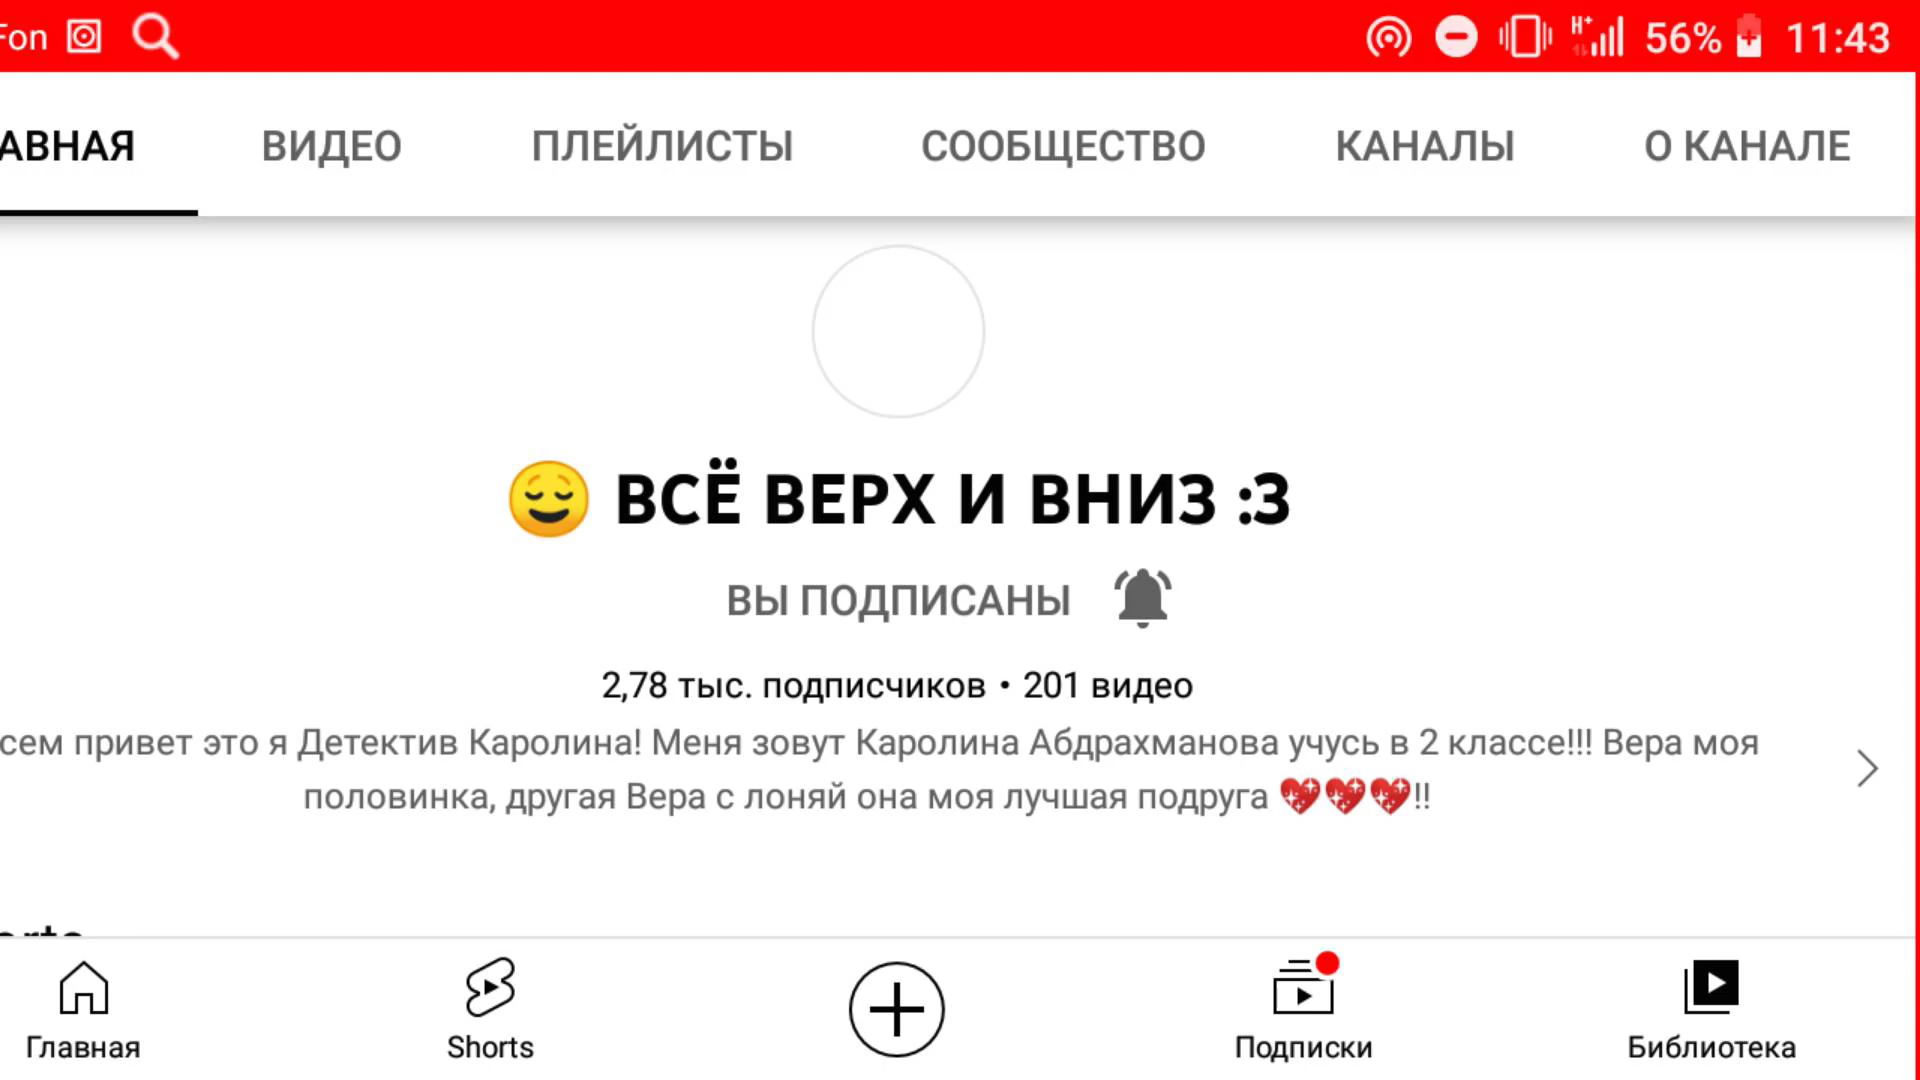 Fon 56% 11:43
АВНАЯ ВИДЕО ПЛЕЙЛИСТЫ СООБЩЕСТВО КАНАЛЫ О КАНАЛЕ
😌 ВСЁ ВЕРХ И ВНИЗ :3
ВЫ ПОДПИСАНЫ
2,78 тыс. подписчиков • 201 видео
сем привет это я Детектив Каролина! Меня зовут Каролина Абдрахманова учусь в 2 классе!!! Вера моя
половинка, другая Вера с лоняй она моя лучшая подруга 💖💖💖!!
Главная Shorts Подписки Библиотека